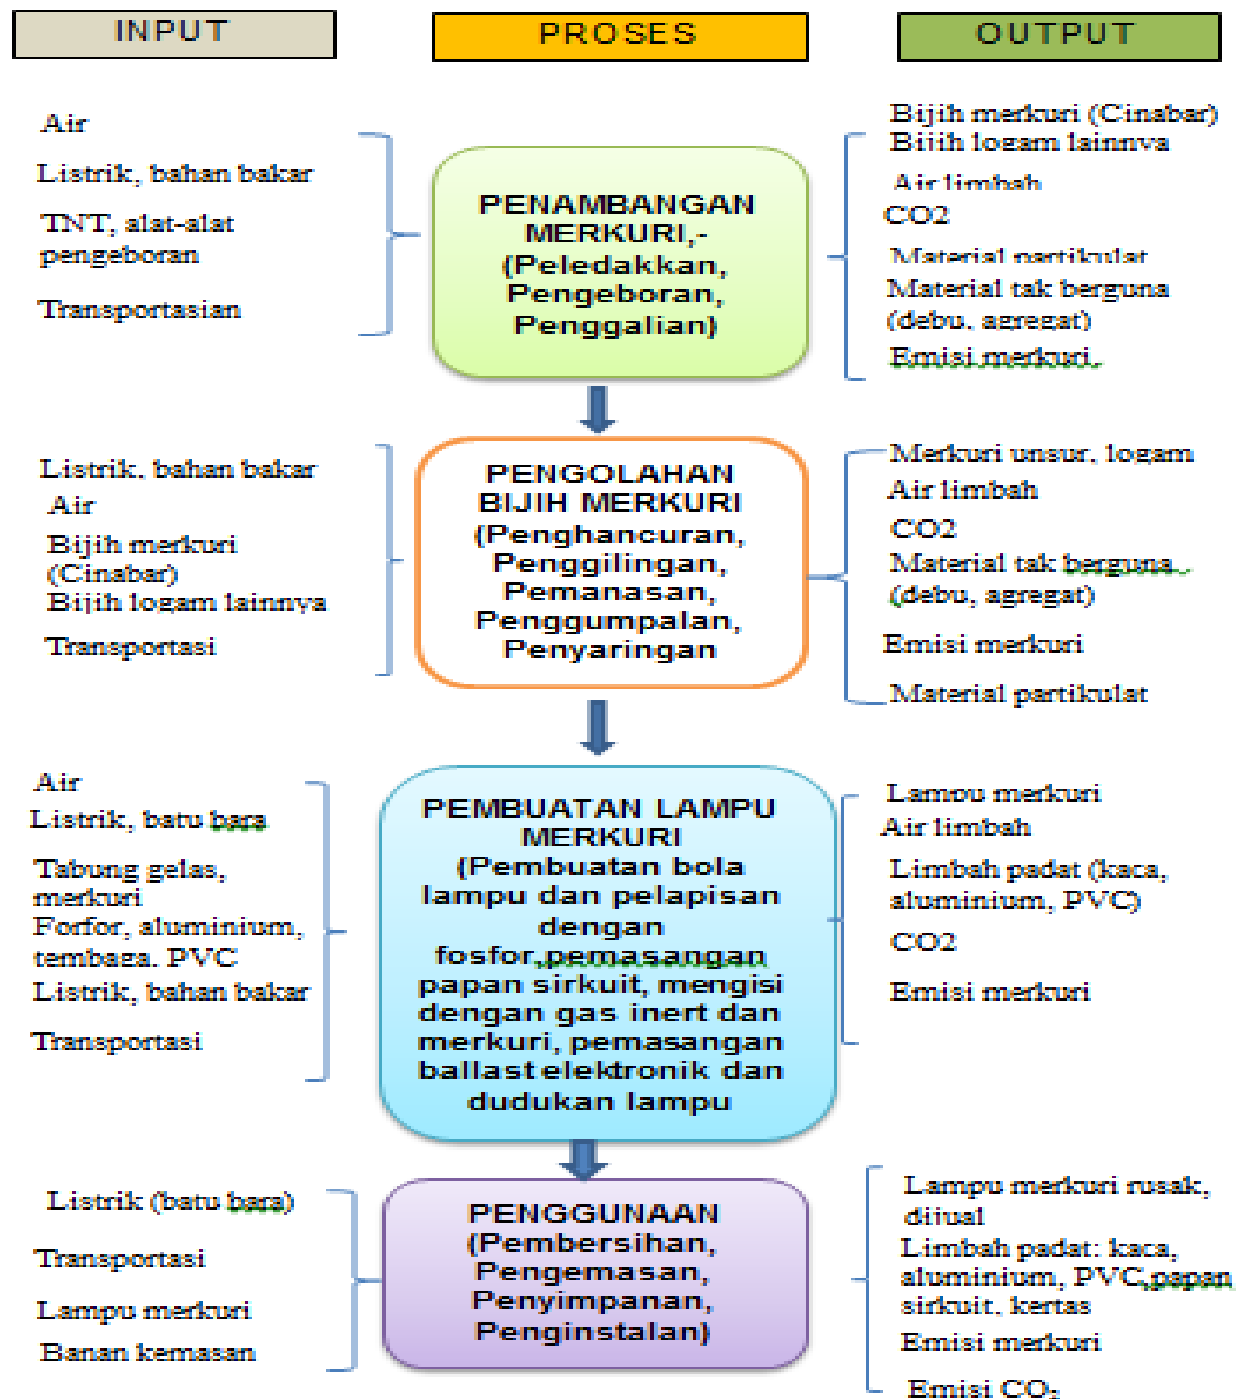 INPUT
PROSES
OUTPUT
Air
Listrik, bahan bakar
TNT, alat-alat
pengeboran
Transportasian
PENAMBANGAN
MERKURI,-
(Peledakkan,
Pengeboran,
Penggalian)
Bijih merkuri (Cinabar)
Bijih logam lainnya
Air limbah
CO2
Material partikulat
Material tak berguna
(debu, agregat)
Emisi merkuri,
Listrik, bahan bakar
Air
Bijih merkuri
(Cinabar)
Bijih logam lainnya
Transportasi
PENGOLAHAN
BIJIH MERKURI
(Penghancuran,
Penggilingan,
Pemanasan,
Penggumpalan,
Penyaringan
Merkuri unsur, logam
Air limbah
CO2
Material tak berguna
(debu, agregat)
Emisi merkuri
Material partikulat
Air
Listrik, batu bara
Tabung gelas,
merkuri
Forfor, aluminium,
tembaga, PVC
Listrik, bahan bakar
Transportasi
PEMBUATAN LAMPU
MERKURI
(Pembuatan bola
lampu dan pelapisan
dengan
fosfor,pemasangan
papan sirkuit, mengisi
dengan gas inert dan
merkuri, pemasangan
ballast elektronik dan
dudukan lampu
Lampu merkuri
Air limbah
Limbah padat (kaca,
aluminium, PVC)
CO2
Emisi merkuri
Listrik (batu bara)
Transportasi
Lampu merkuri
Banan kemasan
PENGGUNAAN
(Pembersihan,
Pengemasan,
Penyimpanan,
Penginstalan)
Lampu merkuri rusak,
dijual
Limbah padat: kaca,
aluminium, PVC,papan
sirkuit, kertas
Emisi merkuri
Emisi CO₂